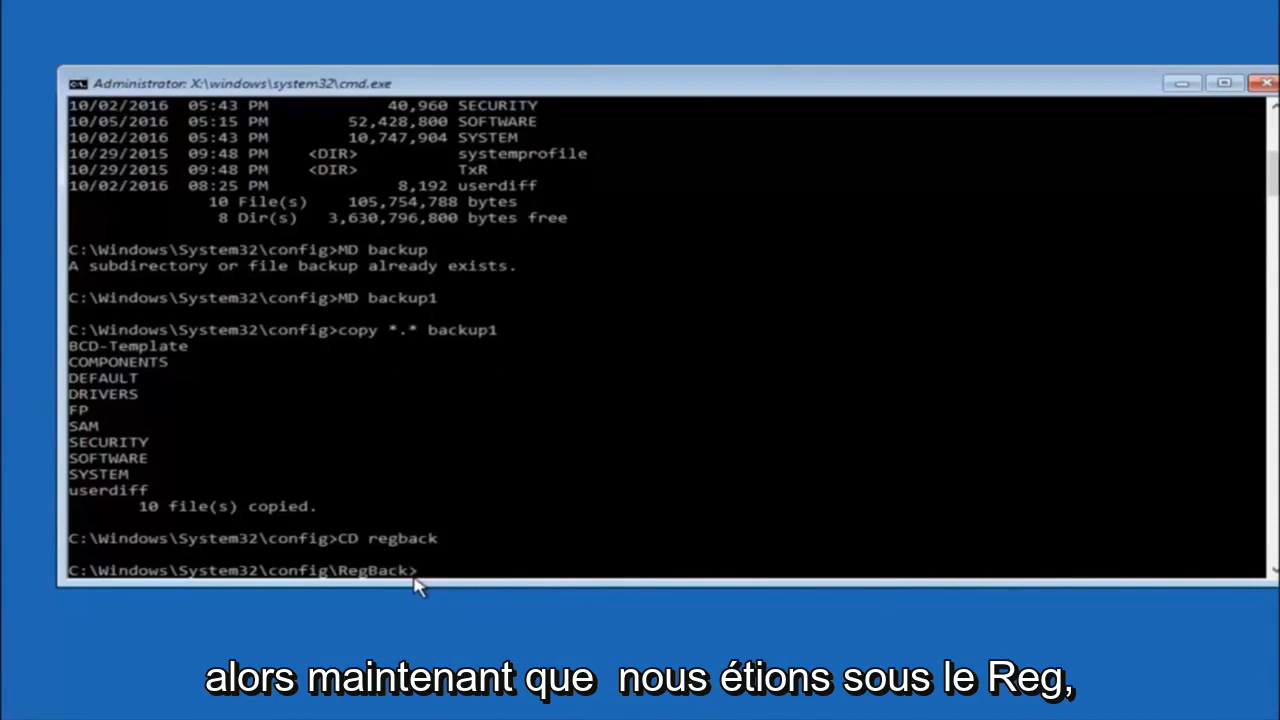 Administrator: X:\windows\system32\cmd.exe
10/02/2016 05:43 PM 40,960 SECURITY
10/05/2016 05:15 PM 52,428,800 SOFTWARE
10/02/2016 05:43 PM 10,747,904 SYSTEM
10/29/2015 09:48 PM <DIR> systemprofile
10/29/2015 09:48 PM <DIR> TxR
10/02/2016 08:25 PM 8,192 userdiff
10 File(s) 105,754,788 bytes
8 Dir(s) 3,630,796,800 bytes free
C:\Windows\System32\config>MD backup
A subdirectory or file backup already exists.
C:\Windows\System32\config>MD backup1
C:\Windows\System32\config>copy *.* backup1
BCD-Template
COMPONENTS
DEFAULT
DRIVERS
FP
SAM
SECURITY
SOFTWARE
SYSTEM
userdiff
10 file(s) copied.
C:\Windows\System32\config>CD regback
C:\Windows\System32\config\RegBack>
alors maintenant que nous étions sous le Reg,